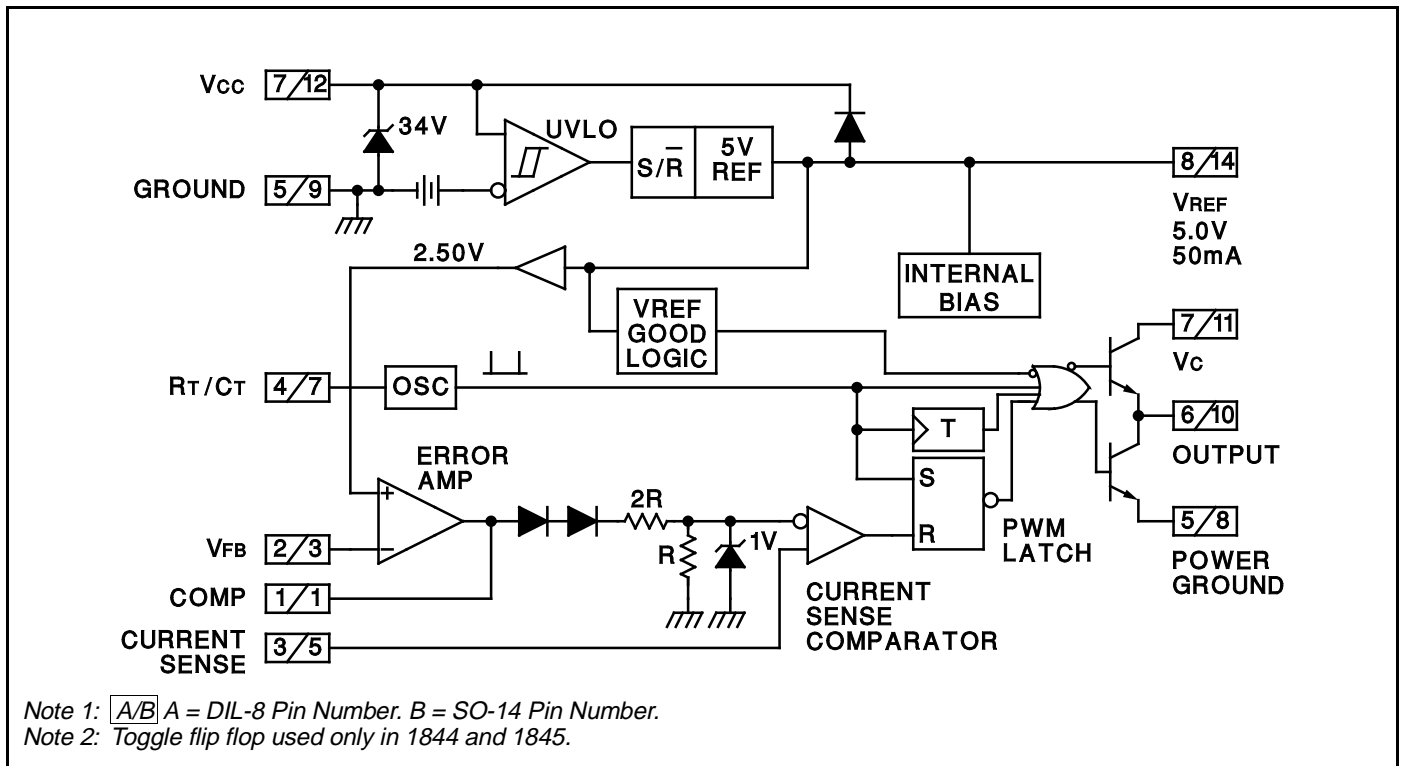 VCC 7/12
34V
UVLO
S/R
5V
REF
8/14
GROUND 5/9
VREF
5.0V
50mA
2.50V
INTERNAL
BIAS
VREF
GOOD
LOGIC
7/11
VC
RT/CT 4/7
OSC
T
6/10
OUTPUT
ERROR
AMP
+
−
2R
S
R
PWM
LATCH
5/8
POWER
GROUND
VFB 2/3
R
1V
COMP 1/1
CURRENT
SENSE
COMPARATOR
CURRENT
SENSE
3/5
Note 1: A/B A = DIL-8 Pin Number. B = SO-14 Pin Number.
Note 2: Toggle flip flop used only in 1844 and 1845.